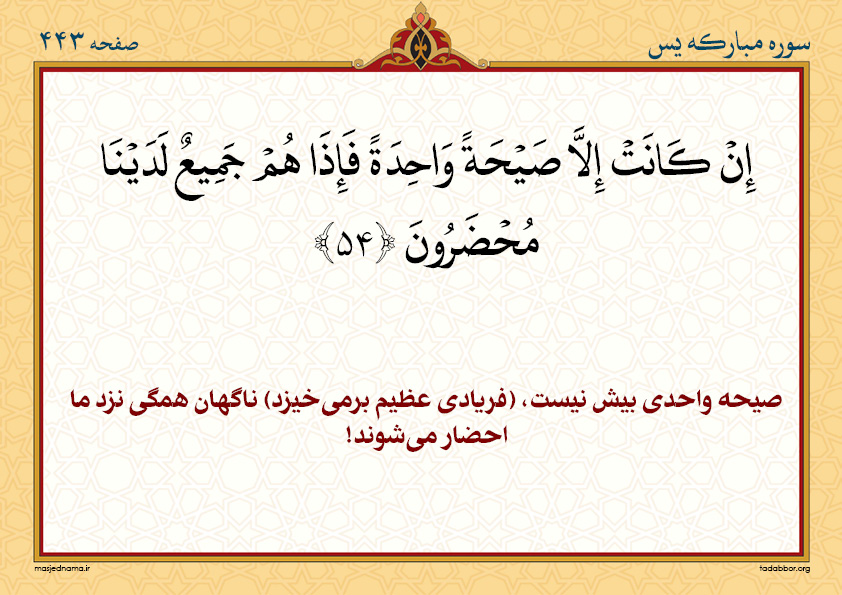 سوره مبارکه یس
صفحه ۴۴۳
إِنْ كَانَتْ إِلَّا صَيْحَةً وَاحِدَةً فَإِذَا هُمْ جَمِيعٌ لَدَيْنَا
مُحْضَرُونَ ﴿۵۴﴾
صیحه واحدی بیش نیست، (فریادی عظیم برمی‌خیزد) ناگهان همگی نزد ما
احضار می‌شوند!
masjednama.ir
tadabbor.org